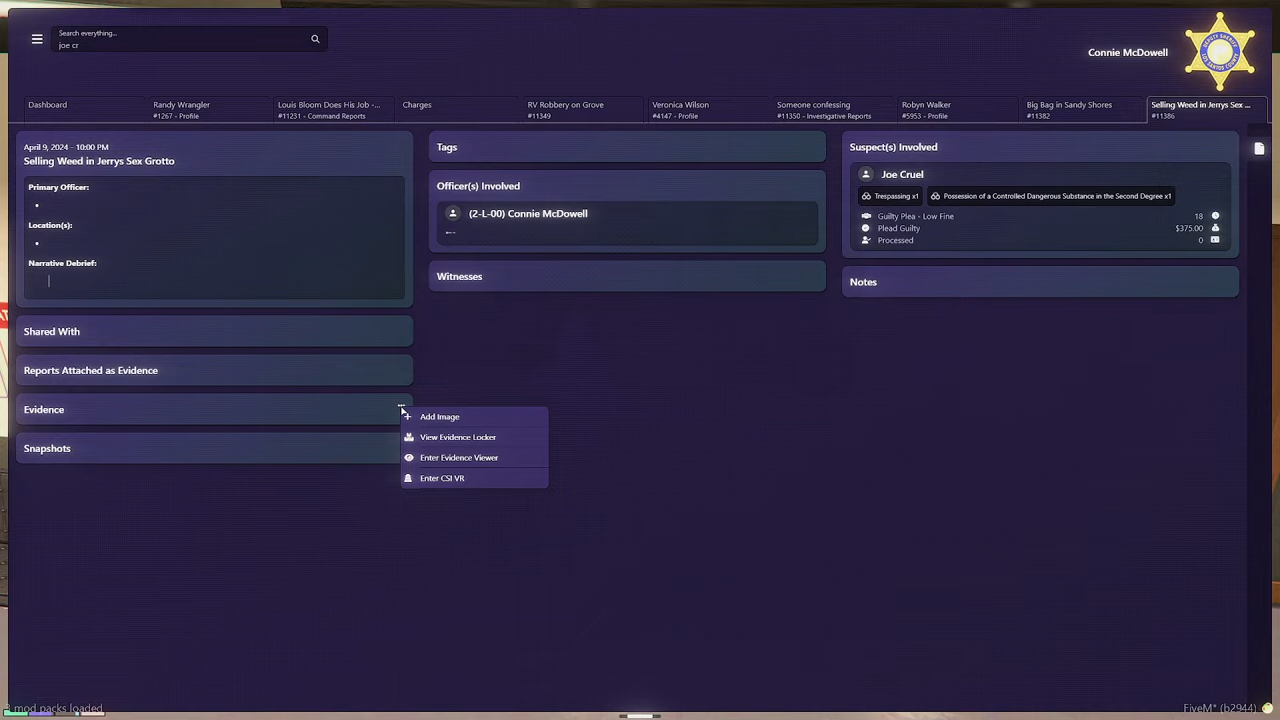 Search everything...
joe cr
Connie McDowell
DEPUTY SHERIFF
LOS SANTOS COUNTY
Dashboard
Randy Wrangler
#1267 - Profile
Louis Bloom Does His Job -...
#11231 - Command Reports
Charges
RV Robbery on Grove
#11349
Veronica Wilson
#4147 - Profile
Someone confessing
#11350 - Investigative Reports
Robyn Walker
#5953 - Profile
Big Bag in Sandy Shores
#11382
Selling Weed in Jerrys Sex ...
#11386
April 9, 2024 - 10:00 PM
Selling Weed in Jerrys Sex Grotto
Primary Officer:
Location(s):
Narrative Debrief:
Shared With
Reports Attached as Evidence
Evidence
Snapshots
Add Image
View Evidence Locker
Enter Evidence Viewer
Enter CSI VR
Tags
Officer(s) Involved
(2-L-00) Connie McDowell
Witnesses
Suspect(s) Involved
Joe Cruel
Trespassing x1
Possession of a Controlled Dangerous Substance in the Second Degree x1
Guilty Plea - Low Fine 18
Plead Guilty $375.00
Processed 0
Notes
mod packs loaded
FiveM* (b2944)